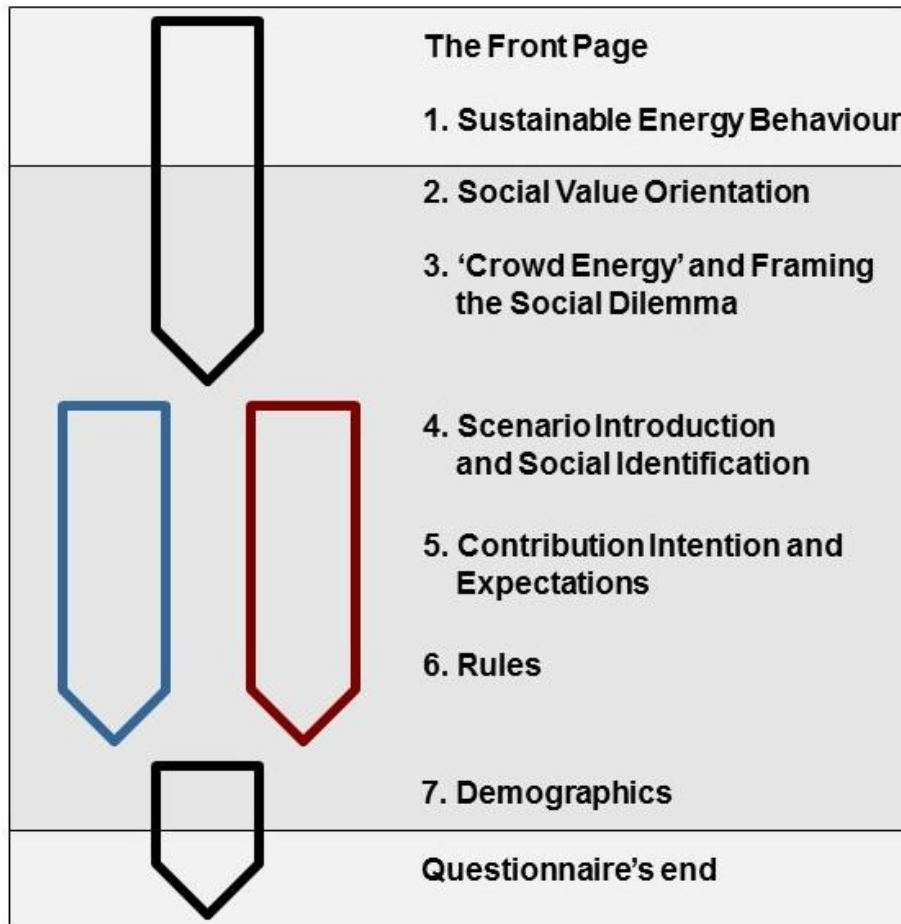 The Front Page
1. Sustainable Energy Behaviour
2. Social Value Orientation
3. ‘Crowd Energy’ and Framing
the Social Dilemma
4. Scenario Introduction
and Social Identification
5. Contribution Intention and
Expectations
6. Rules
7. Demographics
Questionnaire’s end